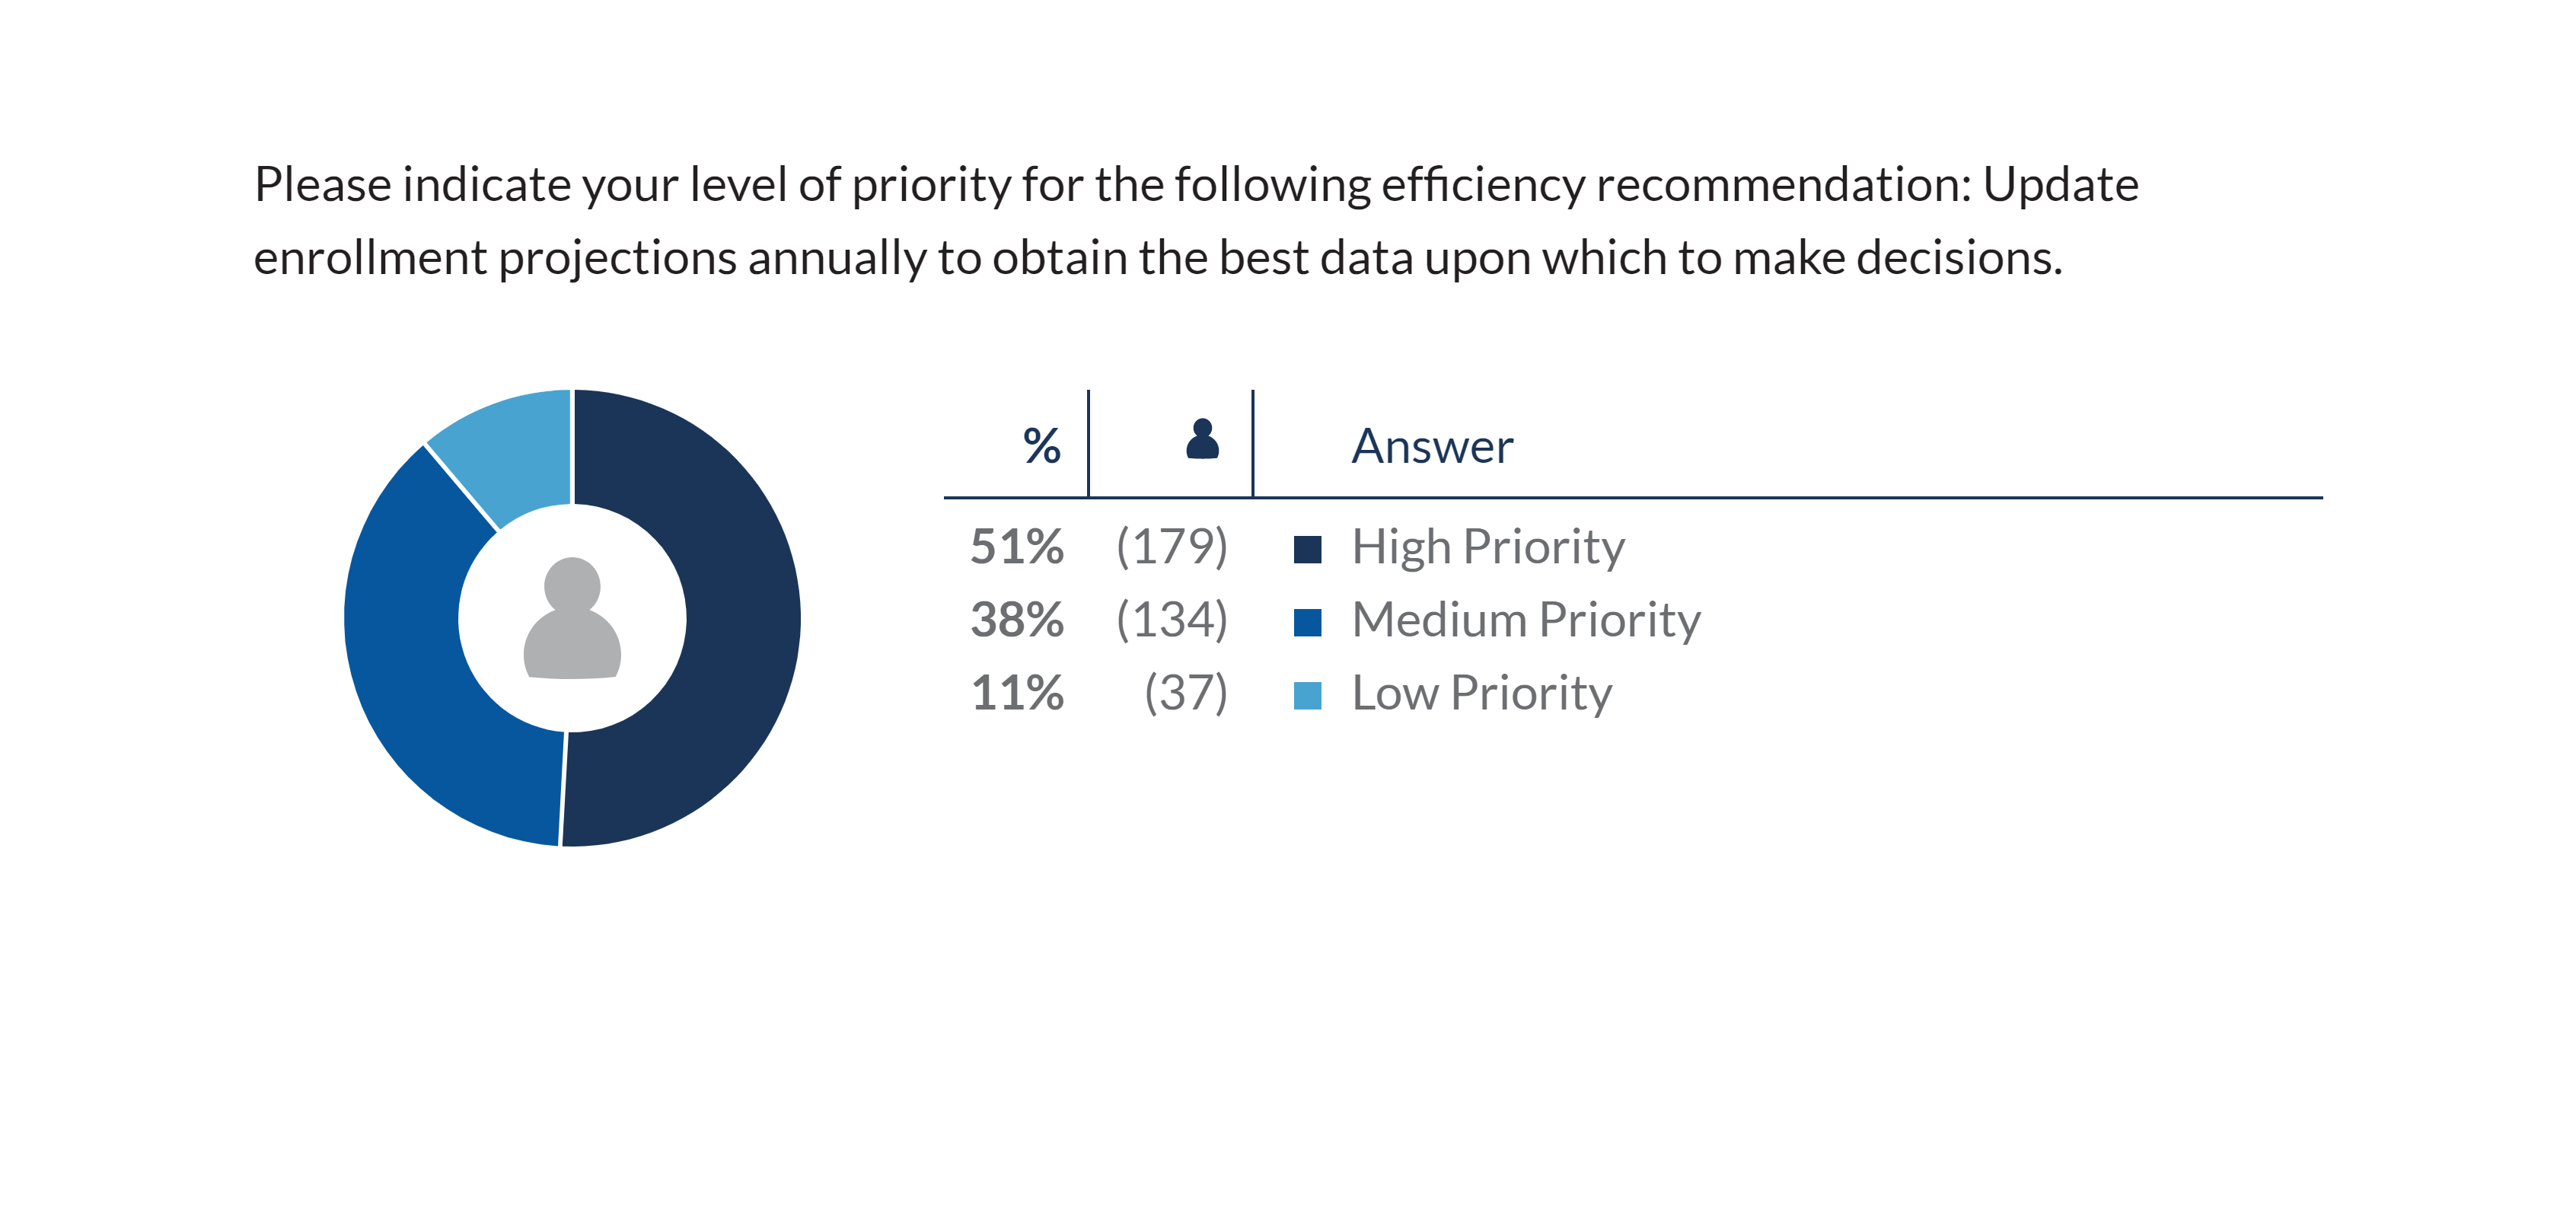 Please indicate your level of priority for the following efficiency recommendation: Update
enrollment projections annually to obtain the best data upon which to make decisions.
% Answer
51% (179) High Priority
38% (134) Medium Priority
11% (37) Low Priority